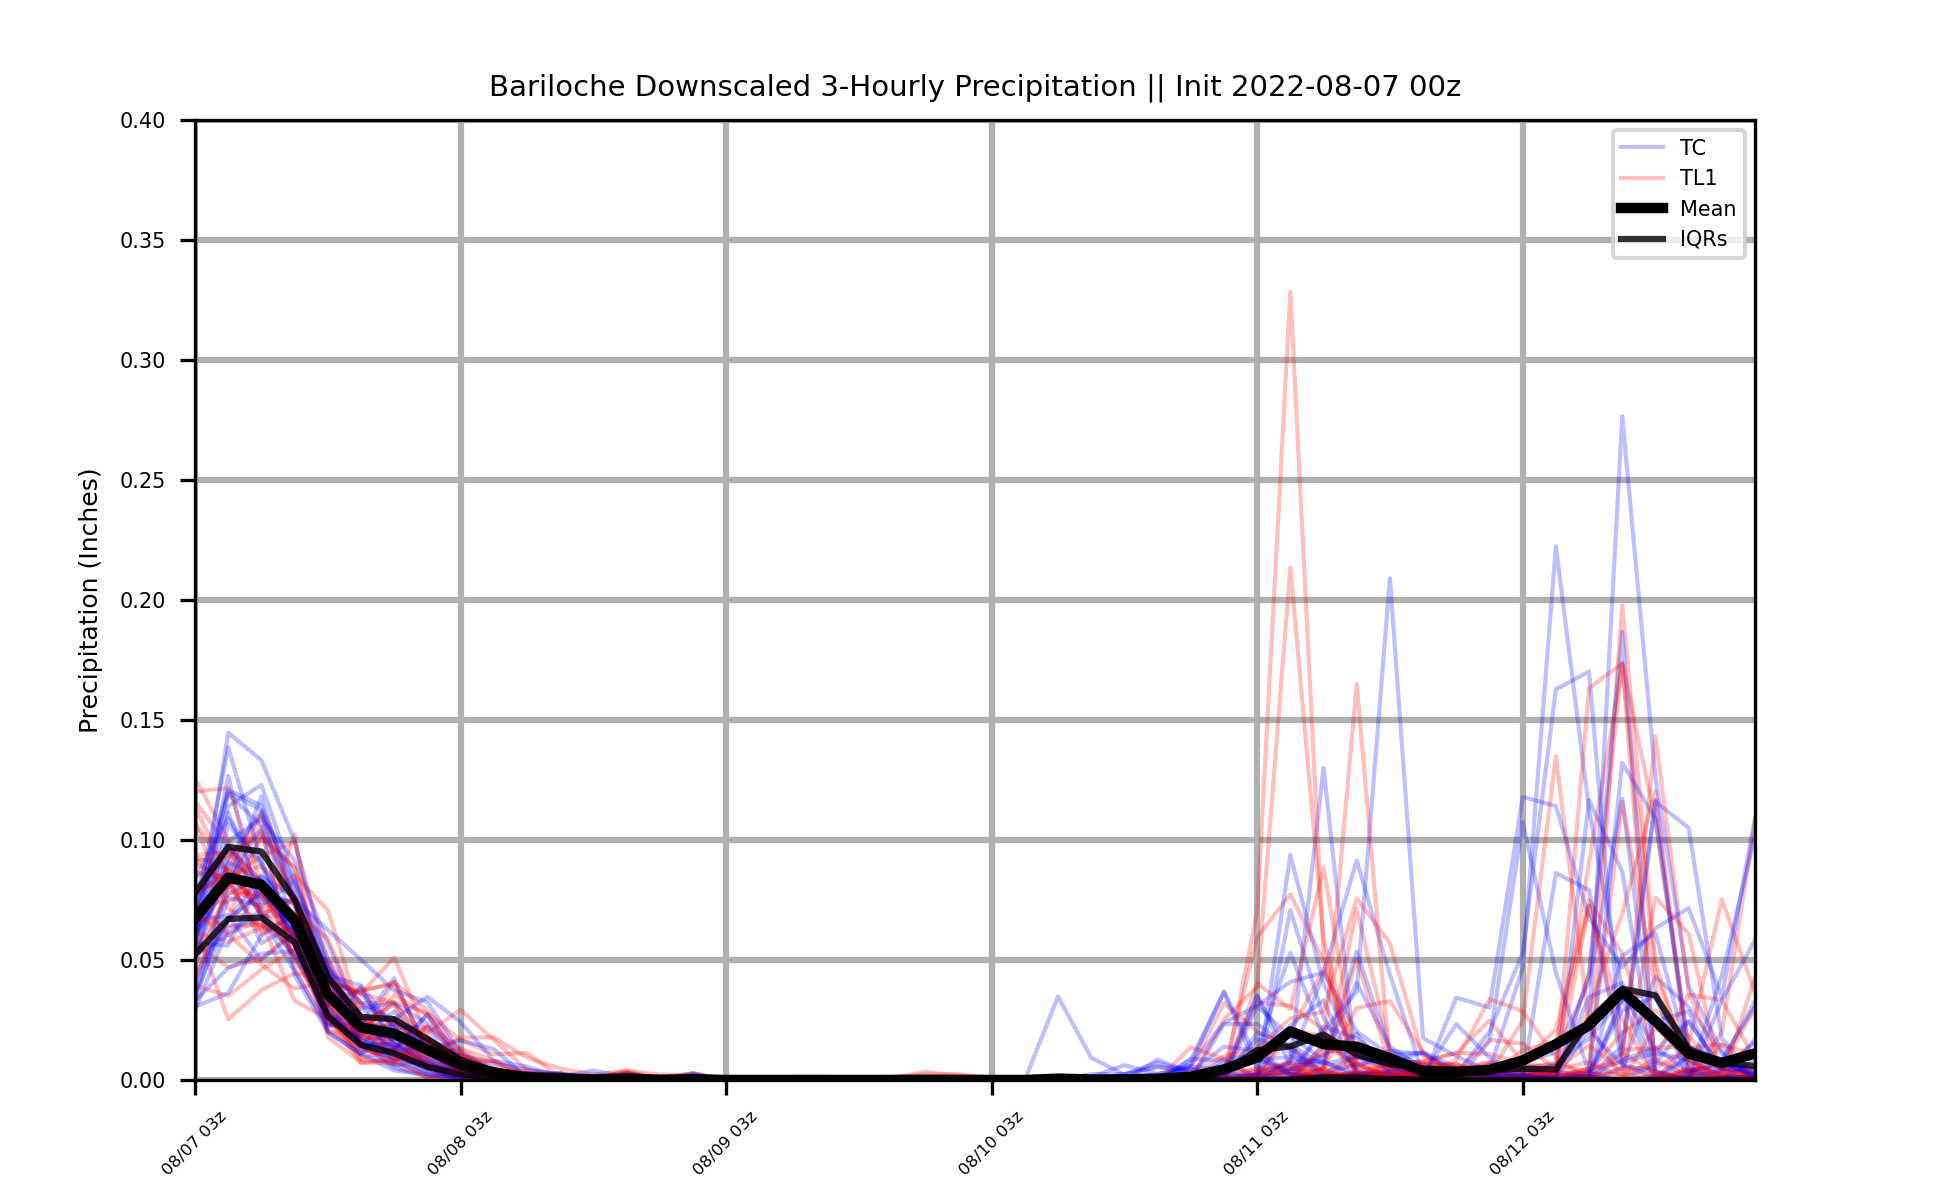 Bariloche Downscaled 3-Hourly Precipitation || Init 2022-08-07 00z
TC
TL1
Mean
IQRs
Precipitation (Inches)
0.40
0.35
0.30
0.25
0.20
0.15
0.10
0.05
0.00
08/07 03z
08/08 03z
08/09 03z
08/10 03z
08/11 03z
08/12 03z